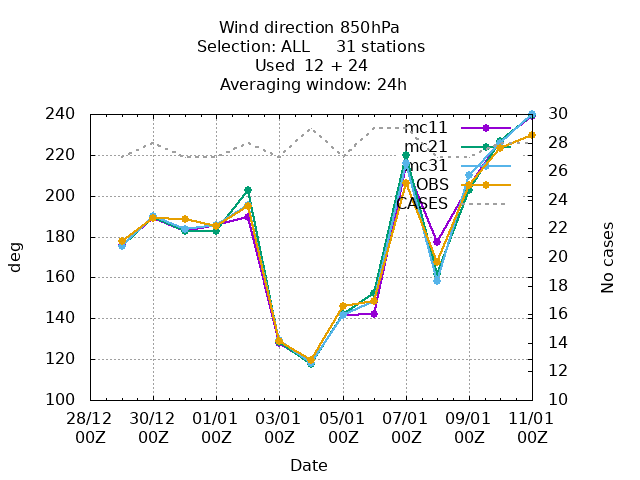 Wind direction 850hPa
Selection: ALL 31 stations
Used 12 + 24
Averaging window: 24h
240
220
200
180
160
140
120
100
deg
30
28
26
24
22
20
18
16
14
12
10
No cases
mc11
mc21
mc31
OBS
CASES
28/12 30/12 01/01 03/01 05/01 07/01 09/01 11/01
00Z 00Z 00Z 00Z 00Z 00Z 00Z 00Z
Date